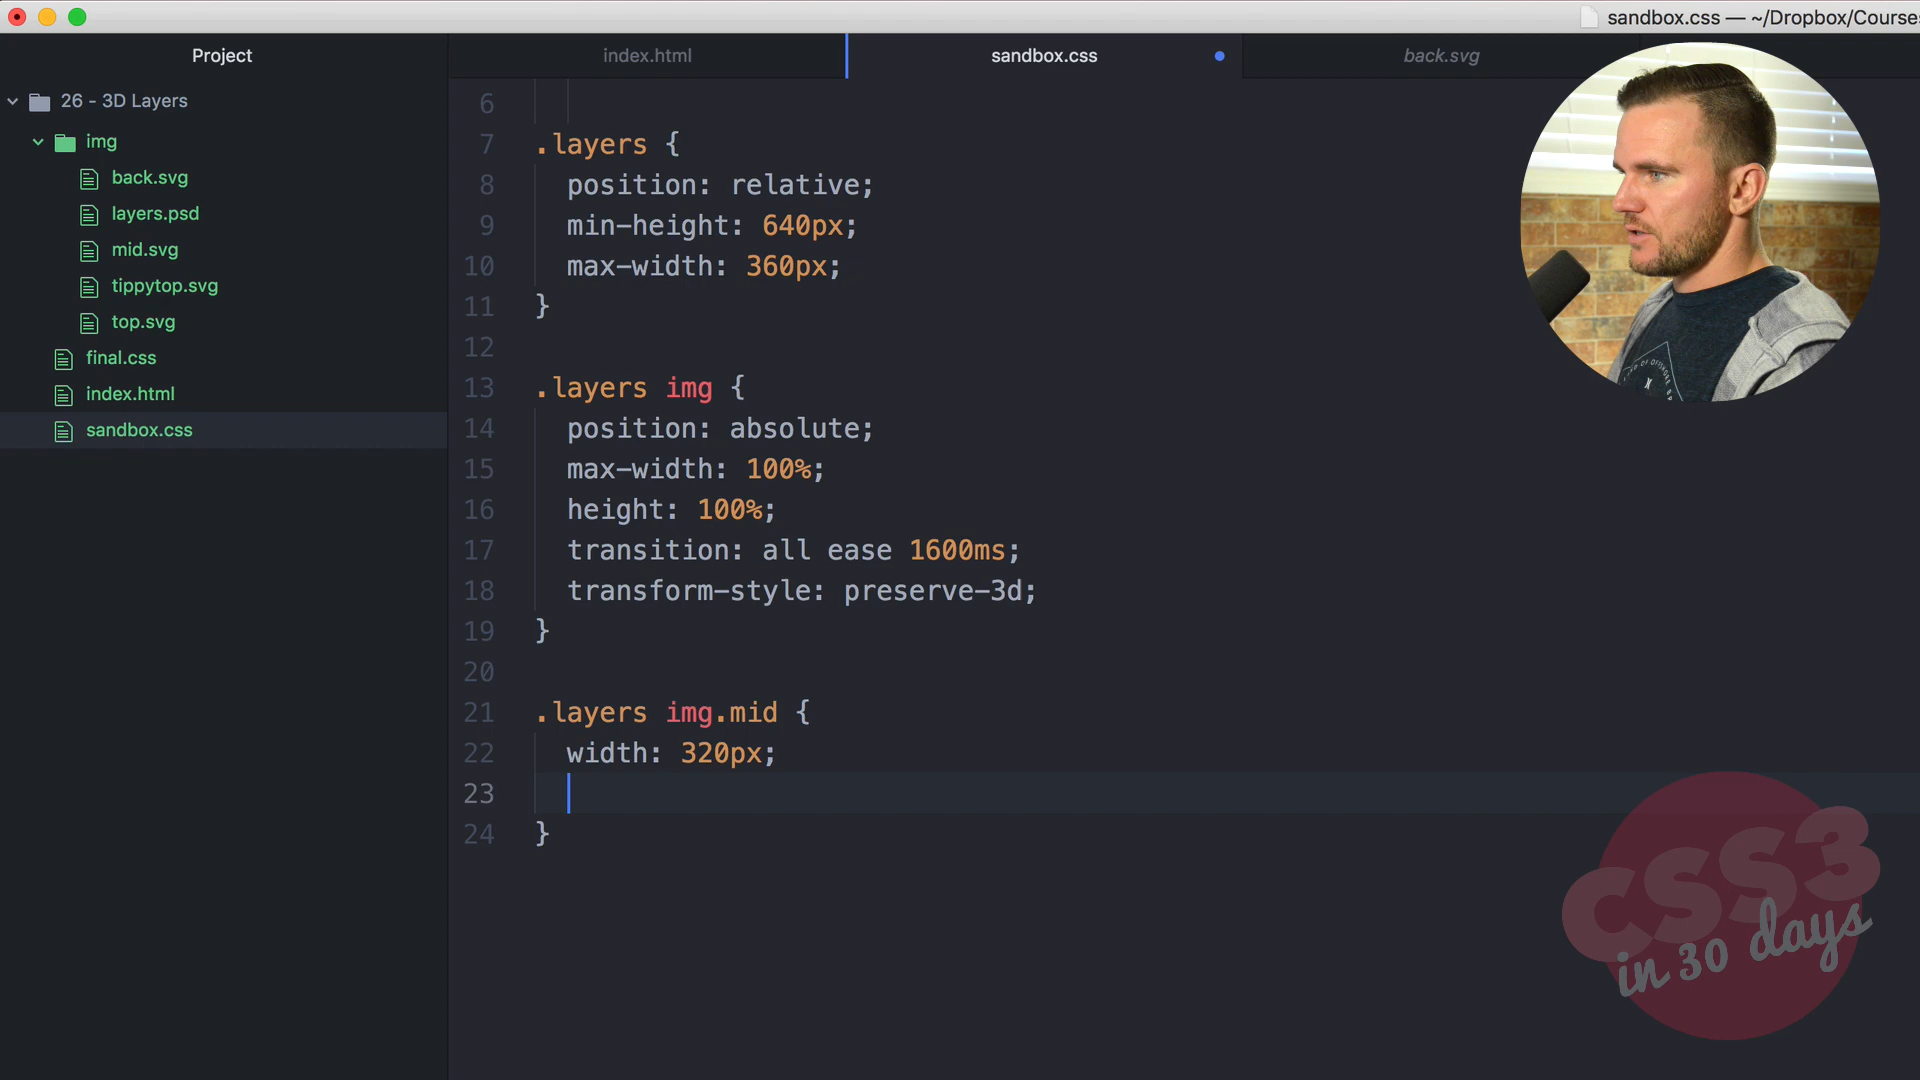 sandbox.css — ~/Dropbox/Course
Project
index.html
sandbox.css
back.svg
26 - 3D Layers
img
back.svg
layers.psd
mid.svg
tippytop.svg
top.svg
final.css
index.html
sandbox.css
6
7 .layers {
8 position: relative;
9 min-height: 640px;
10 max-width: 360px;
11 }
12
13 .layers img {
14 position: absolute;
15 max-width: 100%;
16 height: 100%;
17 transition: all ease 1600ms;
18 transform-style: preserve-3d;
19 }
20
21 .layers img.mid {
22 width: 320px;
23
24 }
CSS3
in 30 days